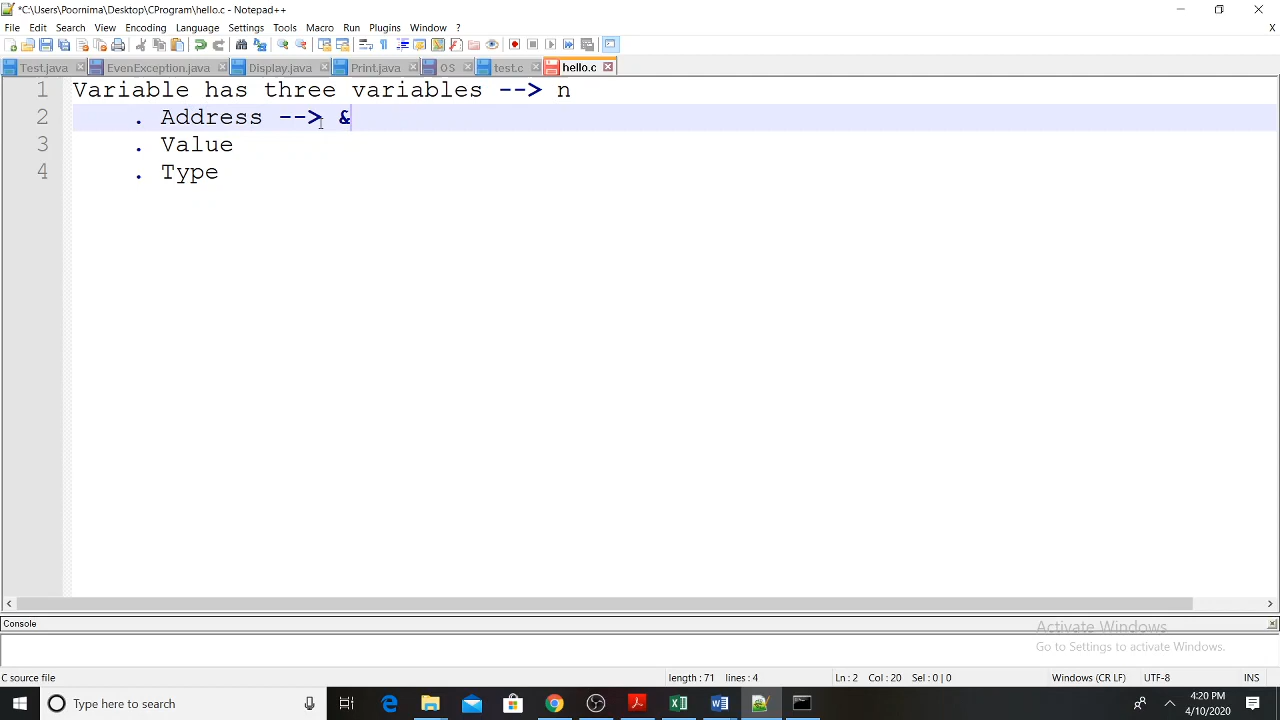 *C:\Users\Poornima\Desktop\CProgram\hello.c - Notepad++
File Edit Search View Encoding Language Settings Tools Macro Run Plugins Window ? X
Test.java EvenException.java Display.java Print.java OS test.c hello.c
1 Variable has three variables --> n
2 . Address --> &
3 . Value
4 . Type
Console
Activate Windows
Go to Settings to activate Windows.
C source file length : 71 lines : 4 Ln : 2 Col : 20 Sel : 0 | 0 Windows (CR LF) UTF-8 INS
Type here to search
4:20 PM
4/10/2020